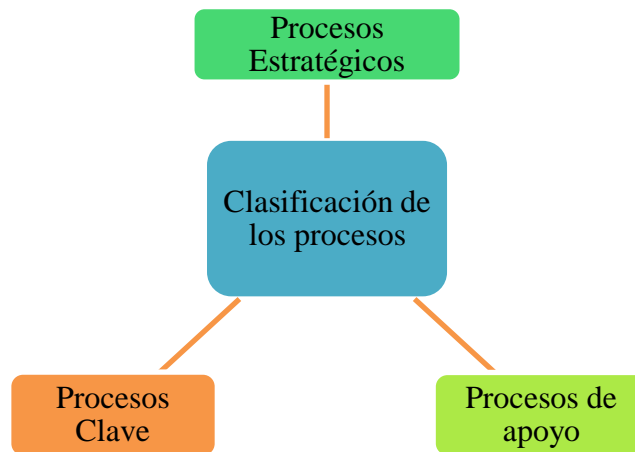 Procesos
Estratégicos
Clasificación de
los procesos
Procesos
Clave
Procesos de
apoyo